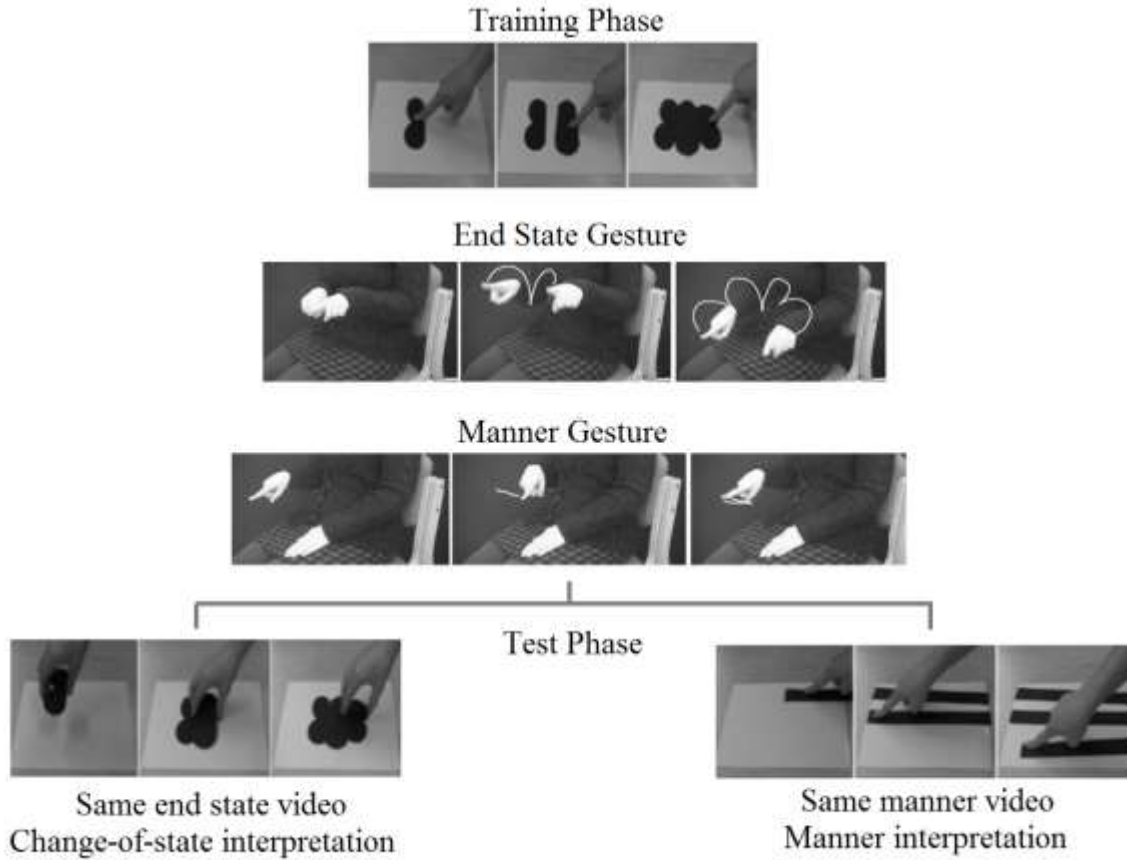 Training Phase
End State Gesture
Manner Gesture
Test Phase
Same end state video
Change-of-state interpretation
Same manner video
Manner interpretation